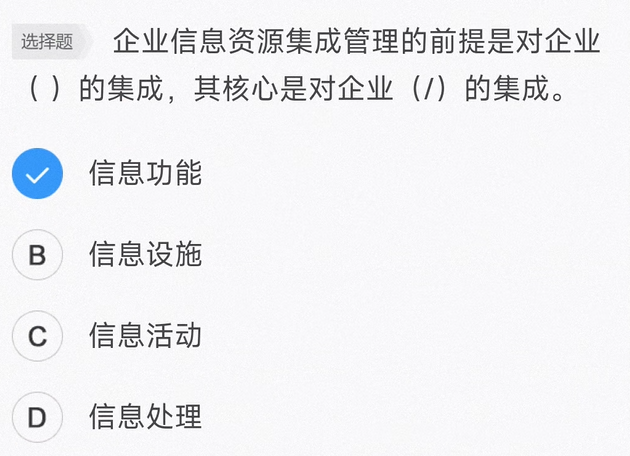 选择题 企业信息资源集成管理的前提是对企业
( ) 的集成，其核心是对企业 (/) 的集成。
信息功能
B 信息设施
C 信息活动
D 信息处理